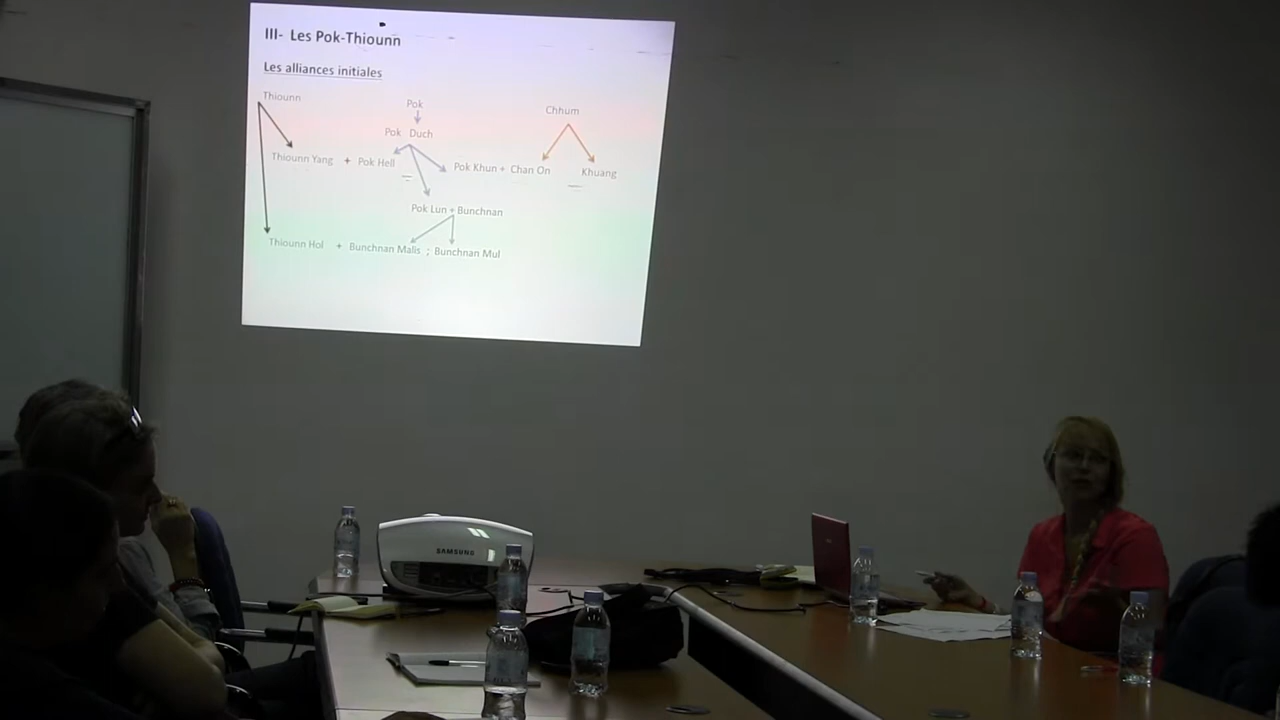 III- Les Pok-Thiounn
Les alliances initiales
Thiounn
Pok
Chhum
Pok Duch
Thiounn Yang + Pok Hell
Pok Khun + Chan On
Khuang
Pok Lun + Bunchnan
Thiounn Hol + Bunchnan Malis ; Bunchnan Mul
SAMSUNG